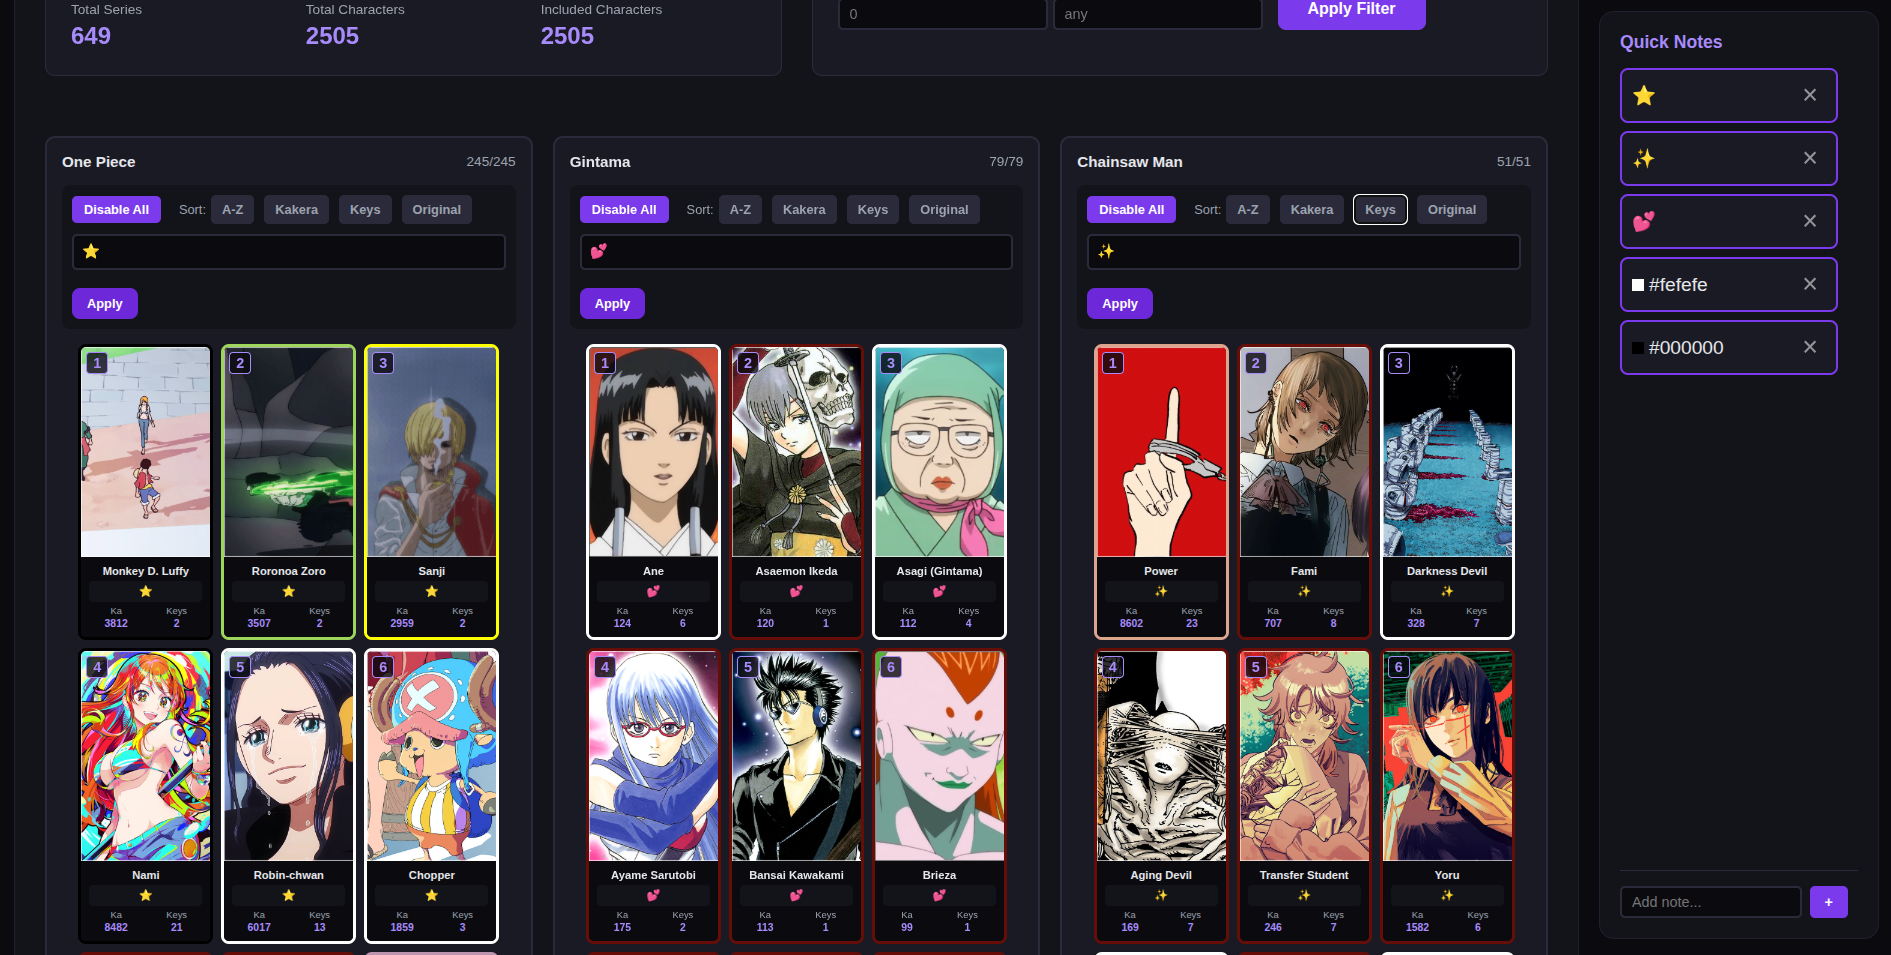 Total Series Total Characters Included Characters
649 2505 2505
0 any Apply Filter
Quick Notes
⭐ ×
✨ ×
💕 ×
#fefefe ×
#000000 ×
Add note... +
One Piece 245/245
Disable All Sort: A-Z Kakera Keys Original
⭐
Apply
1 2 3
Monkey D. Luffy Roronoa Zoro Sanji
⭐ ⭐ ⭐
Ka Keys Ka Keys Ka Keys
3812 2 3507 2 2959 2
4 5 6
Nami Robin-chwan Chopper
⭐ ⭐ ⭐
Ka Keys Ka Keys Ka Keys
8482 21 6017 13 1859 3
Gintama 79/79
Disable All Sort: A-Z Kakera Keys Original
💕
Apply
1 2 3
Ane Asaemon Ikeda Asagi (Gintama)
💕 💕 💕
Ka Keys Ka Keys Ka Keys
124 6 120 1 112 4
4 5 6
Ayame Sarutobi Bansai Kawakami Brieza
💕 💕 💕
Ka Keys Ka Keys Ka Keys
175 2 113 1 99 1
Chainsaw Man 51/51
Disable All Sort: A-Z Kakera Keys Original
✨
Apply
1 2 3
Power Fami Darkness Devil
✨ ✨ ✨
Ka Keys Ka Keys Ka Keys
8602 23 707 8 328 7
4 5 6
Aging Devil Transfer Student Yoru
✨ ✨ ✨
Ka Keys Ka Keys Ka Keys
169 7 246 7 1582 6